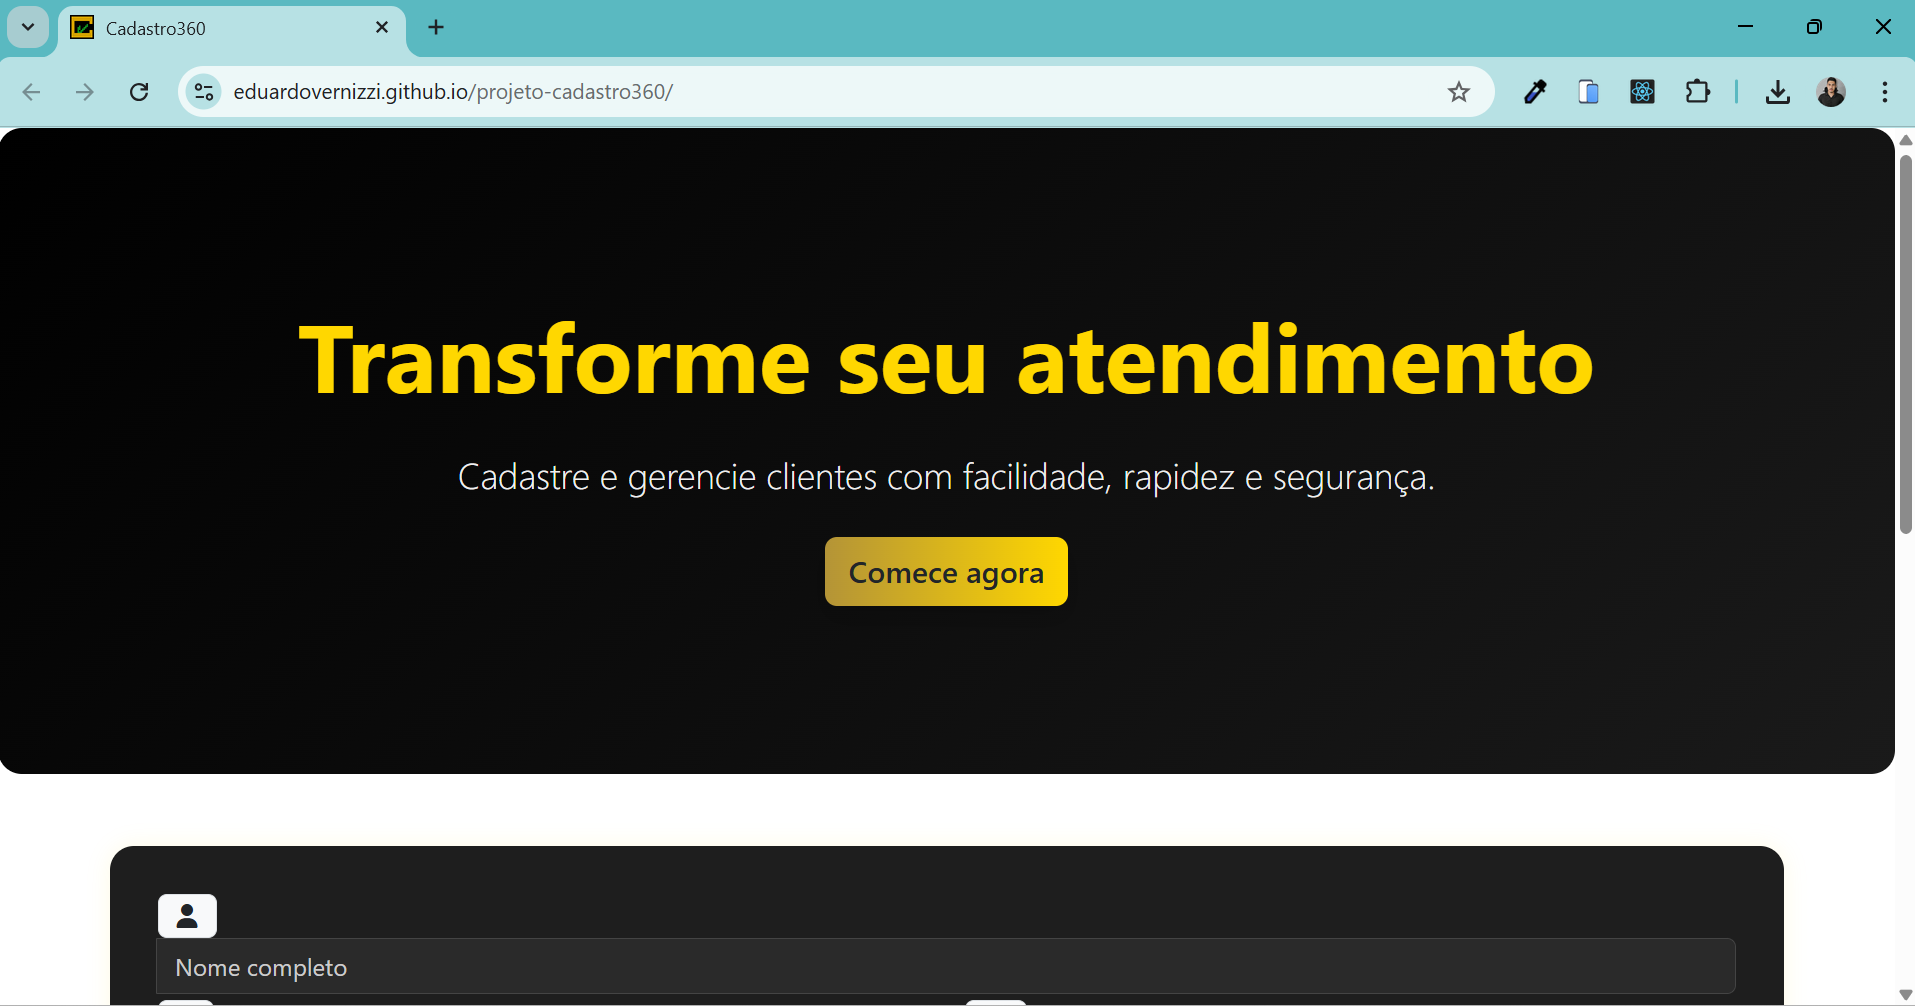 Cadastro360
eduardovernizzi.github.io/projeto-cadastro360/
Transforme seu atendimento
Cadastre e gerencie clientes com facilidade, rapidez e segurança.
Comece agora
Nome completo